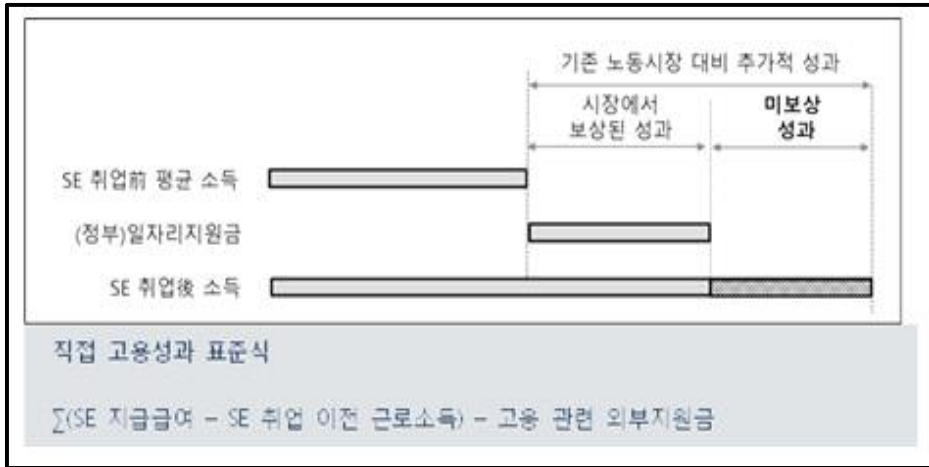 기존 노동시장 대비 추가적 성과
시장에서
보상된 성과
미보상
성과
SE 취업前 평균 소득
(정부)일자리지원금
SE 취업後 소득
직접 고용성과 표준식
∑(SE 지급급여 – SE 취업 이전 근로소득) – 고용 관련 외부지원금